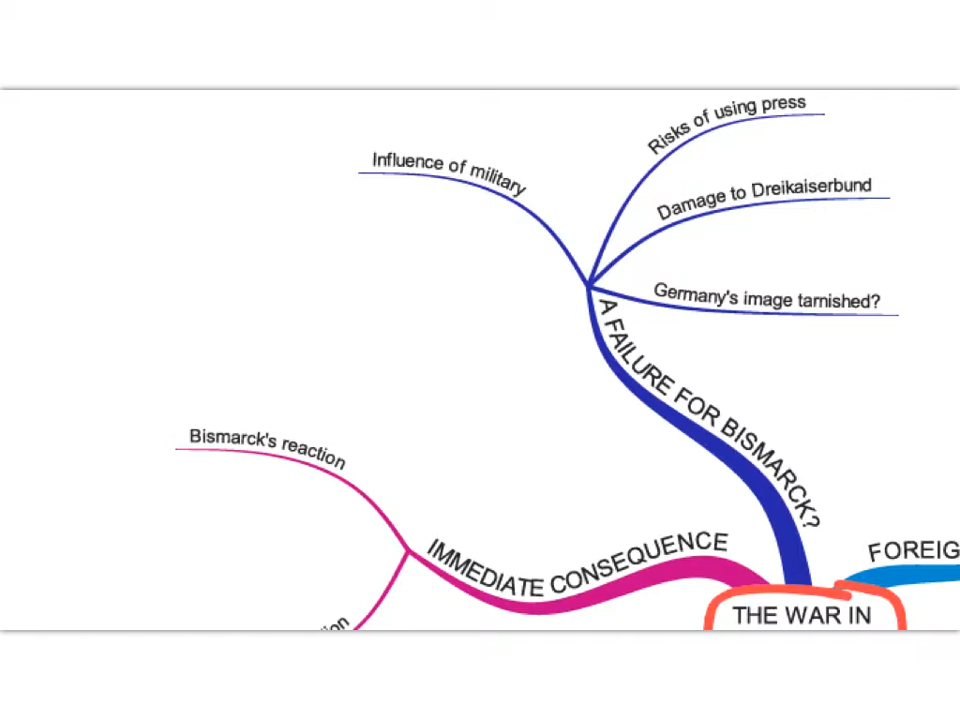 Risks of using press
Influence of military
Damage to Dreikaiserbund
Germany's image tarnished?
A FAILURE FOR BISMARCK?
Bismarck's reaction
IMMEDIATE CONSEQUENCE
FOREIG
THE WAR IN
ion